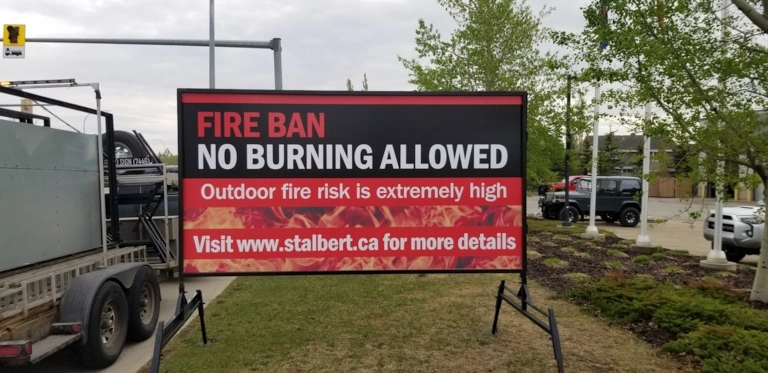 FIRE BAN
NO BURNING ALLOWED
Outdoor fire risk is extremely high
Visit www.stalbert.ca for more details